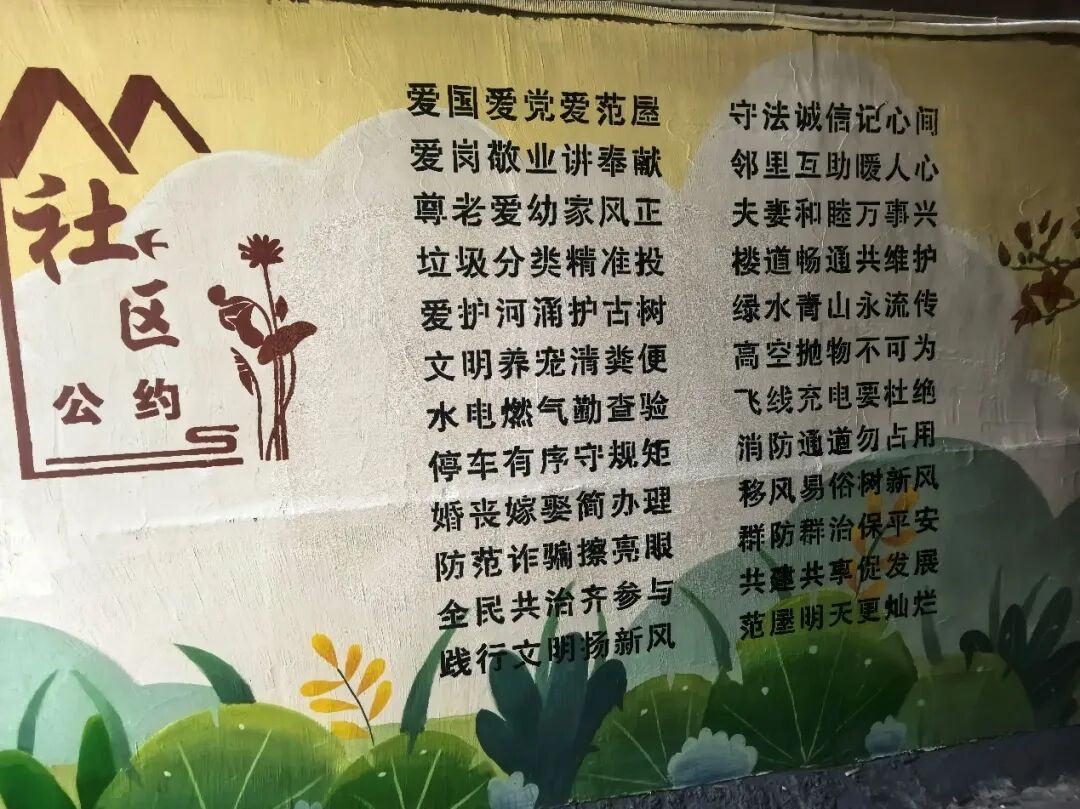 社区
公约
爱国爱党爱范屋
守法诚信记心间
爱岗敬业讲奉献
邻里互助暖人心
尊老爱幼家风正
夫妻和睦万事兴
垃圾分类精准投
楼道畅通共维护
爱护河涌护古树
绿水青山永流传
文明养宠清粪便
高空抛物不可为
水电燃气勤查验
飞线充电要杜绝
停车有序守规矩
消防通道勿占用
婚丧嫁娶简办理
移风易俗树新风
防范诈骗擦亮眼
群防群治保平安
全民共治齐参与
共建共享促发展
践行文明扬新风
范屋明天更灿烂